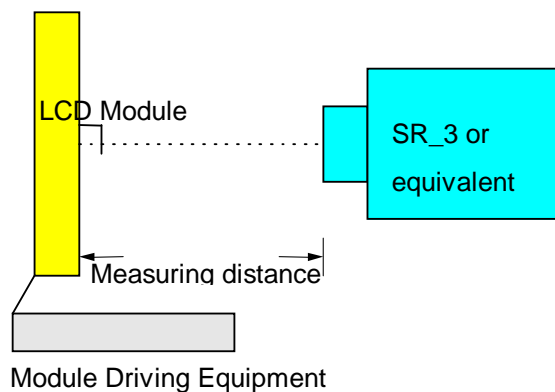 LCD Module
SR_3 or
equivalent
Measuring distance
Module Driving Equipment